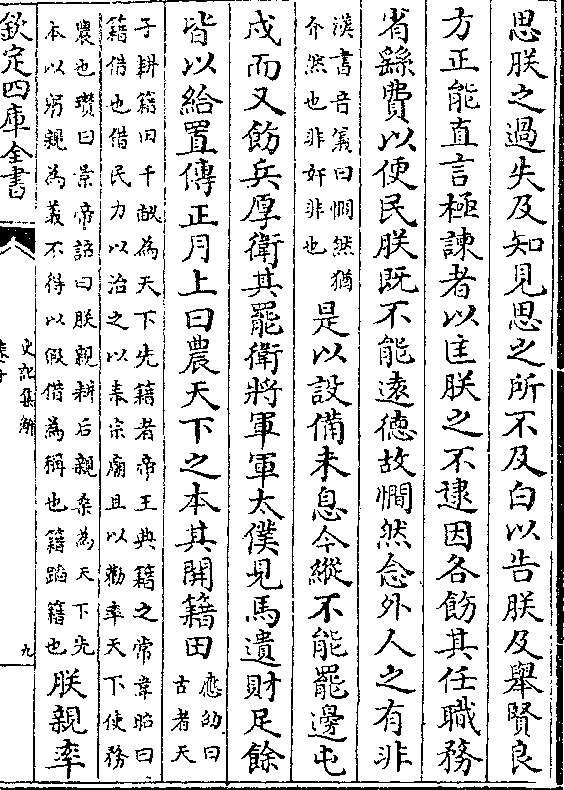 思朕之過失及知見思之所不及白以告朕及舉賢良
方正能直言極諫者以匡朕之不逮因各飭其任職務
省繇費以便民朕既不能逺徳故憪然念外人之有非
漢書音義曰憪然猶
介然也非奸非也
是以設備未息今縱不能罷邊屯
戍而又飭兵厚衛其罷衛將軍軍太僕見馬遺財足餘
皆以給置傳正月上曰農天下之本其開籍田
應劭曰
古者天
子耕籍田千畝為天下先籍者帝王典籍之常韋昭曰
籍借也借民力以治之以奉宗廟且以勸率天下使務
農也瓚曰景帝詔曰朕親耕后親桑為天下先
本以躬親為義不得以假借為稱也籍蹈籍也
朕親率
欽定四庫全書
史記集解
卷十
九